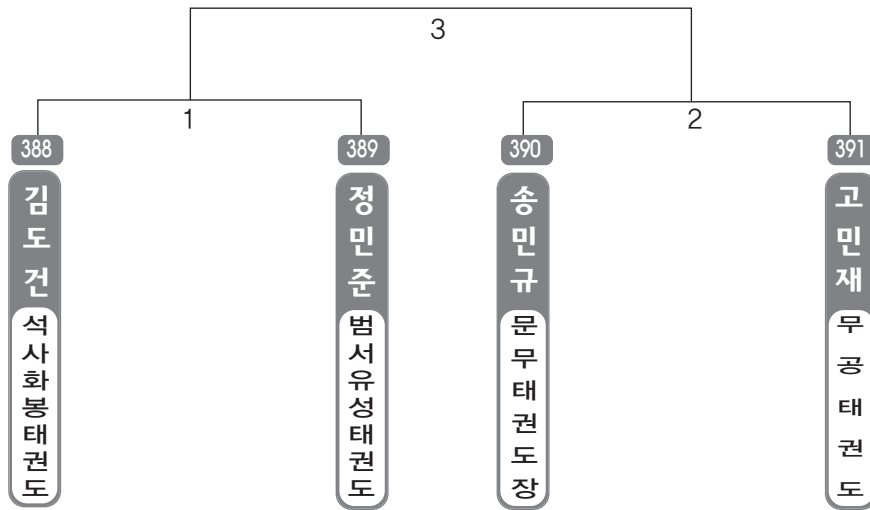 3
1
2
388
389
390
391
김도건
정민준
송민규
고민재
석사화봉태권도
범서유성태권도
문무태권도장
무공태권도